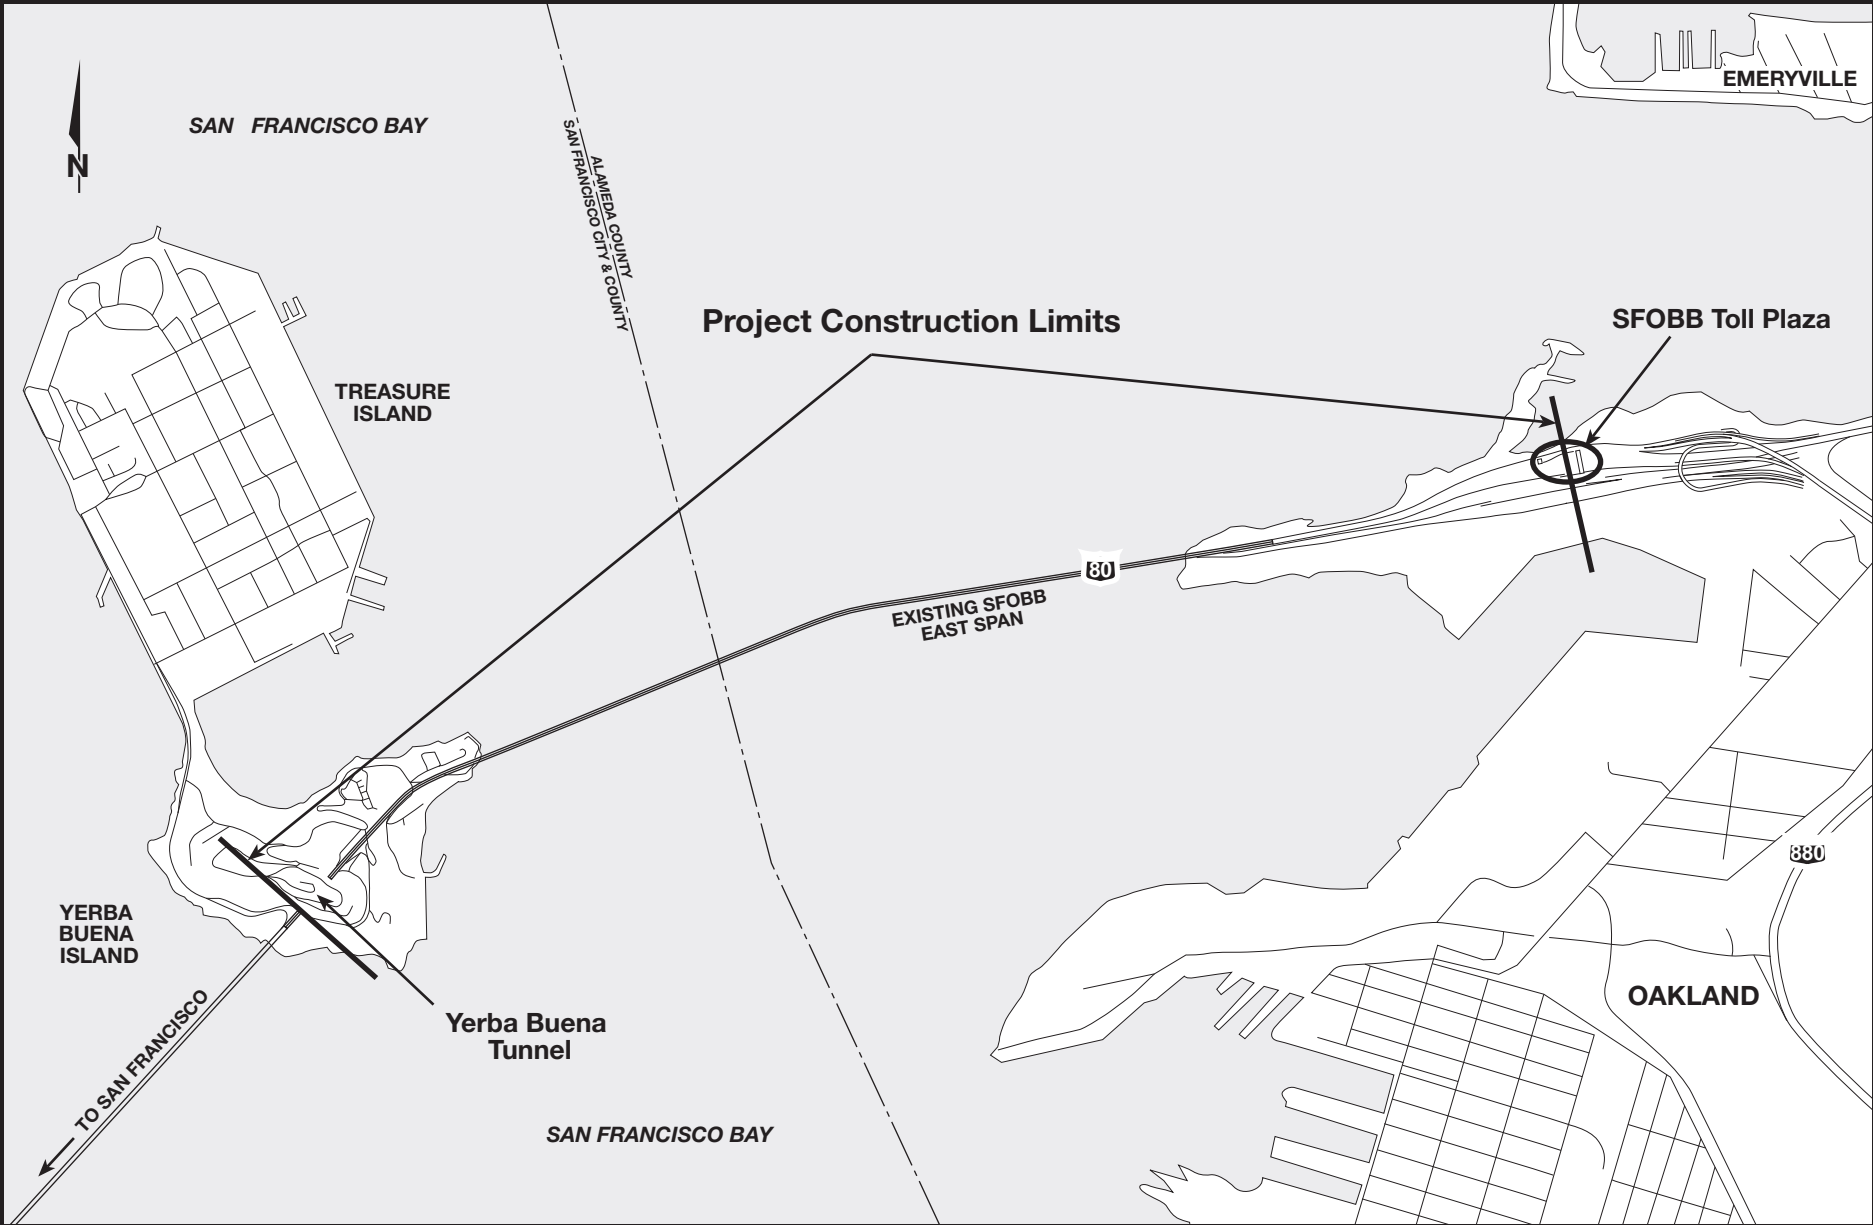 EMERYVILLE
SAN FRANCISCO BAY
N
ALAMEDA COUNTY
SAN FRANCISCO CITY & COUNTY
Project Construction Limits
SFOBB Toll Plaza
TREASURE
ISLAND
80
EXISTING SFOBB
EAST SPAN
880
YERBA
BUENA
ISLAND
OAKLAND
TO SAN FRANCISCO
Yerba Buena
Tunnel
SAN FRANCISCO BAY